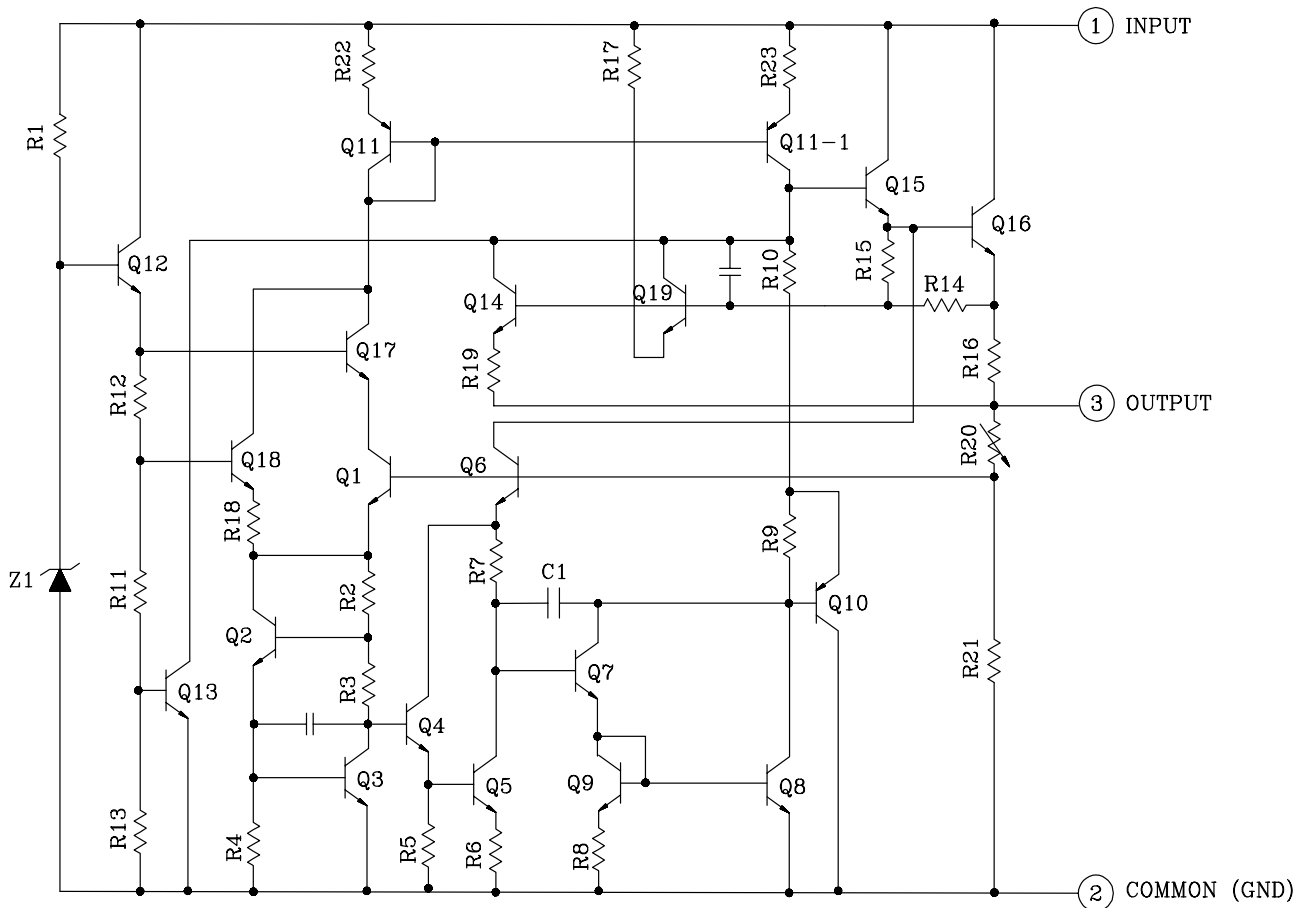 1 INPUT
R22
R17
R23
R1
Q11
Q11-1
Q15
Q16
Q12
R10
R15
Q14
Q19
R14
Q17
R19
R16
R12
3 OUTPUT
R20
Q18
Q1
Q6
R18
R9
R7
C1
Z1
R11
R2
Q10
Q2
R21
Q7
R3
Q13
Q4
Q3
Q5
Q9
Q8
R13
R4
R5
R6
R8
2 COMMON (GND)